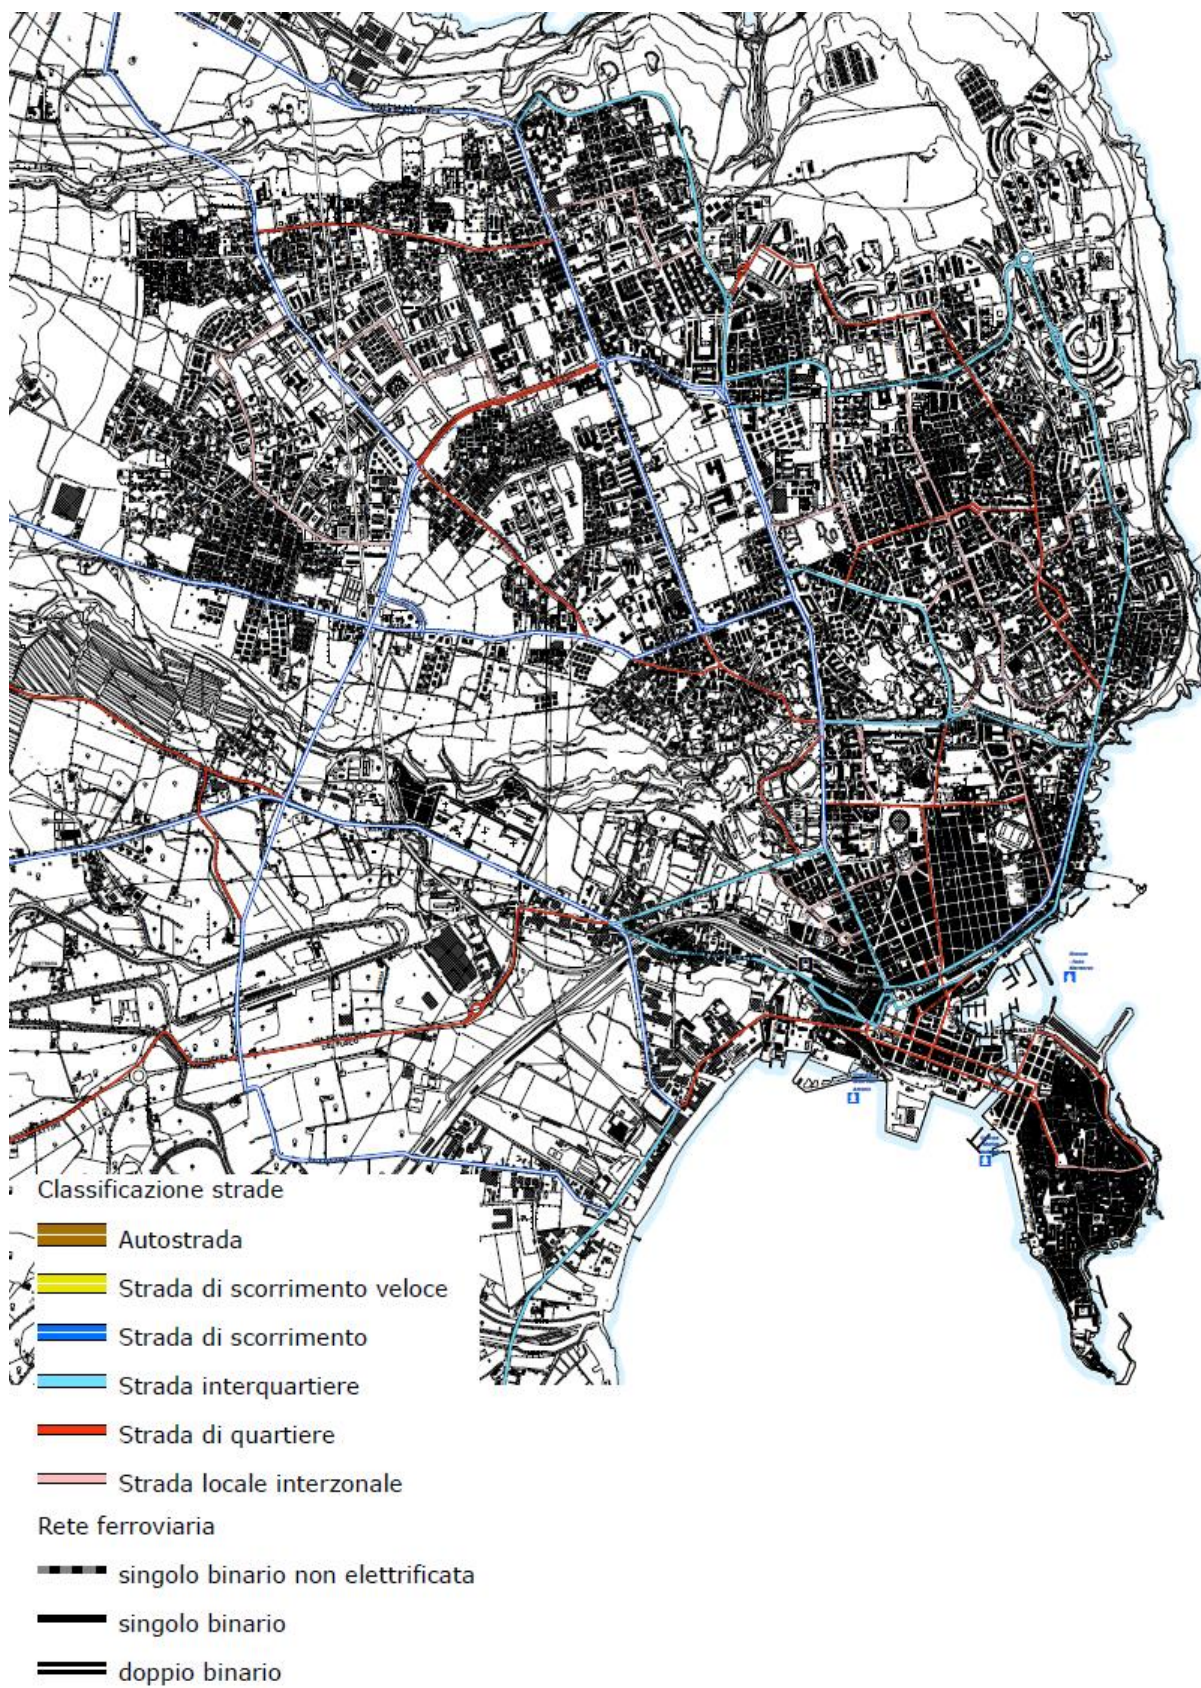 Classificazione strade
Autostrada
Strada di scorrimento veloce
Strada di scorrimento
Strada interquartiere
Strada di quartiere
Strada locale interzonale
Rete ferroviaria
singolo binario non elettrificata
singolo binario
doppio binario